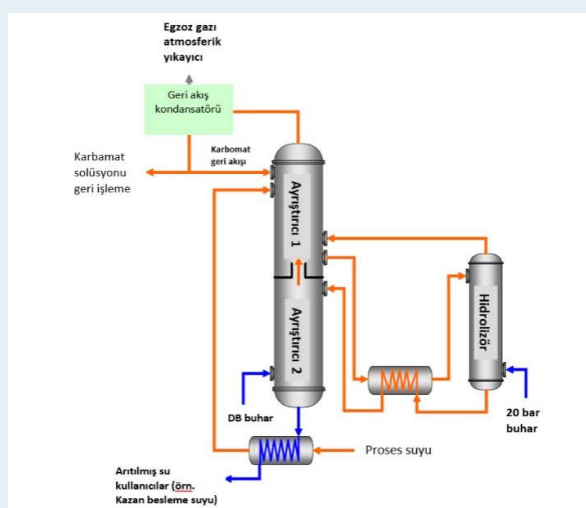 Egzoz gazı
atmosferik
yıkayıcı
Geri akış
kondansatörü
Karbamat
solüsyonu
geri işleme
Karbomat
geri akışı
Ayrıştırıcı 1
Ayrıştırıcı 2
Hidrolizör
DB buhar
20 bar
buhar
Proses suyu
Arıtılmış su
kullanıcılar (örn.
Kazan besleme suyu)